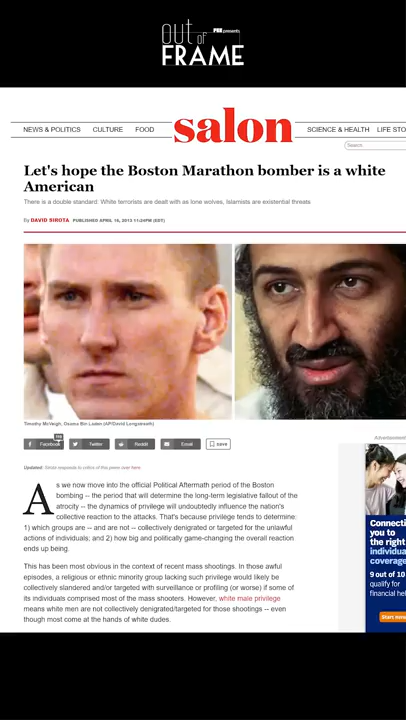 out of
PBH presents
FRAME
NEWS & POLITICS CULTURE FOOD salon SCIENCE & HEALTH LIFE STO
Search
Let's hope the Boston Marathon bomber is a white
American
There is a double standard: White terrorists are dealt with as lone wolves, Islamists are existential threats
By DAVID SIROTA PUBLISHED APRIL 16, 2013 11:24PM (EDT)
Timothy McVeigh, Osama Bin Laden (AP/David Longstreath)
Facebook Twitter Reddit Email save
Advertisement
Updated:
As we now move into the official Political Aftermath period of the Boston
bombing -- the period that will determine the long-term legislative fallout of the
atrocity -- the dynamics of privilege will undoubtedly influence the nation's
collective reaction to the attacks. That's because privilege tends to determine:
1) which groups are -- and are not -- collectively denigrated or targeted for the unlawful
actions of individuals; and 2) how big and politically game-changing the overall reaction
ends up being.
This has been most obvious in the context of recent mass shootings. In those awful
episodes, a religious or ethnic minority group lacking such privilege would likely be
collectively slandered and/or targeted with surveillance or profiling (or worse) if some of
its individuals comprised most of the mass shooters. However, white male privilege
means white men are not collectively denigrated/targeted for those shootings -- even
though most come at the hands of white dudes.
Connecti
you to
the right
individua
coverage
9 out of 10
qualify for
financial hel
Start now